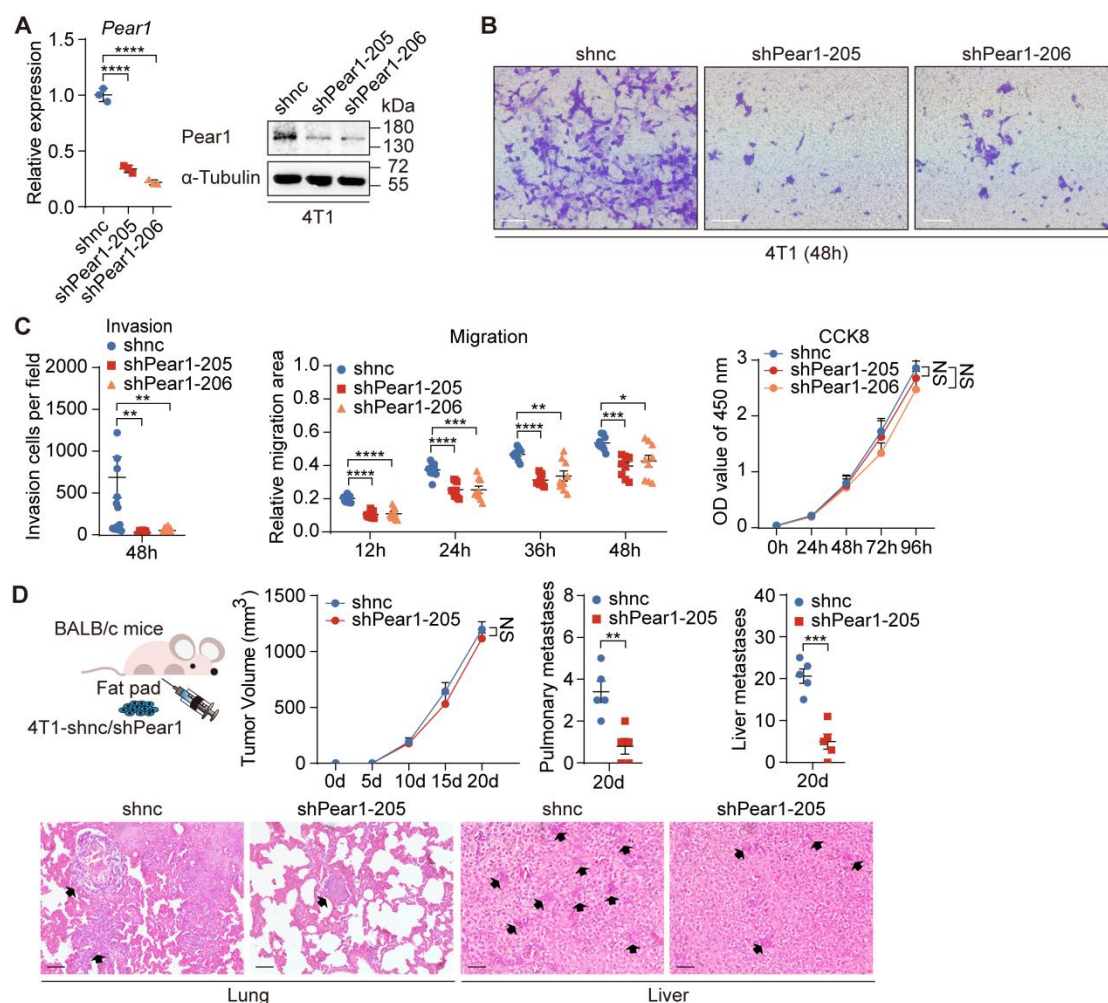 A
Pear1
Relative expression
1.5
1.0
0.5
0.0
****
****
shnc
shPear1-205
shPear1-206
shnc
shPear1-205
shPear1-206
kDa
Pear1
180
130
α-Tubulin
72
55
4T1
B
shnc
shPear1-205
shPear1-206
4T1 (48h)
C
Invasion
shnc
shPear1-205
shPear1-206
Invasion cells per field
2000
1500
1000
500
0
**
**
48h
Migration
shnc
shPear1-205
shPear1-206
Relative migration area
1.0
0.8
0.6
0.4
0.2
0.0
****
****
***
****
**
****
*
***
12h
24h
36h
48h
CCK8
shnc
shPear1-205
shPear1-206
OD value of 450 nm
3
2
1
0
NS
NS
0h
24h
48h
72h
96h
D
BALB/c mice
Fat pad
4T1-shnc/shPear1
Tumor Volume (mm³)
1500
1000
500
0
shnc
shPear1-205
NS
0d
5d
10d
15d
20d
Pulmonary metastases
8
6
4
2
0
shnc
shPear1-205
**
20d
Liver metastases
40
30
20
10
0
shnc
shPear1-205
***
20d
shnc
shPear1-205
shnc
shPear1-205
Lung
Liver